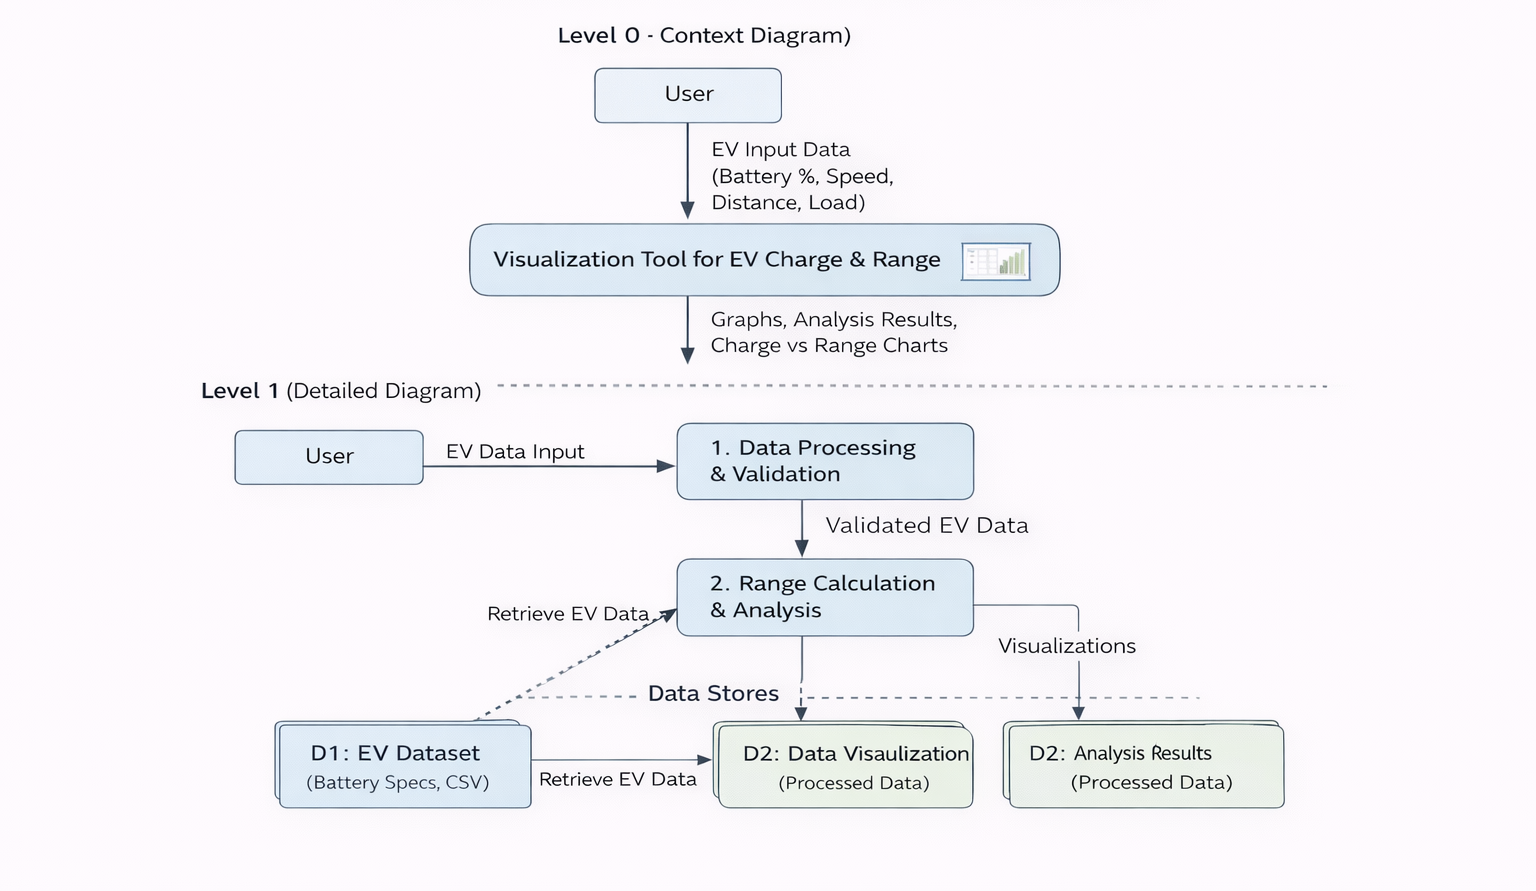 Level 0 - Context Diagram)
User
EV Input Data
(Battery %, Speed,
Distance, Load)
Visualization Tool for EV Charge & Range
Graphs, Analysis Results,
Charge vs Range Charts
Level 1 (Detailed Diagram)
User
EV Data Input
1. Data Processing
& Validation
Validated EV Data
2. Range Calculation
& Analysis
Retrieve EV Data
Visualizations
Data Stores
D1: EV Dataset
(Battery Specs, CSV)
Retrieve EV Data
D2: Data Visaulization
(Processed Data)
D2: Analysis Results
(Processed Data)